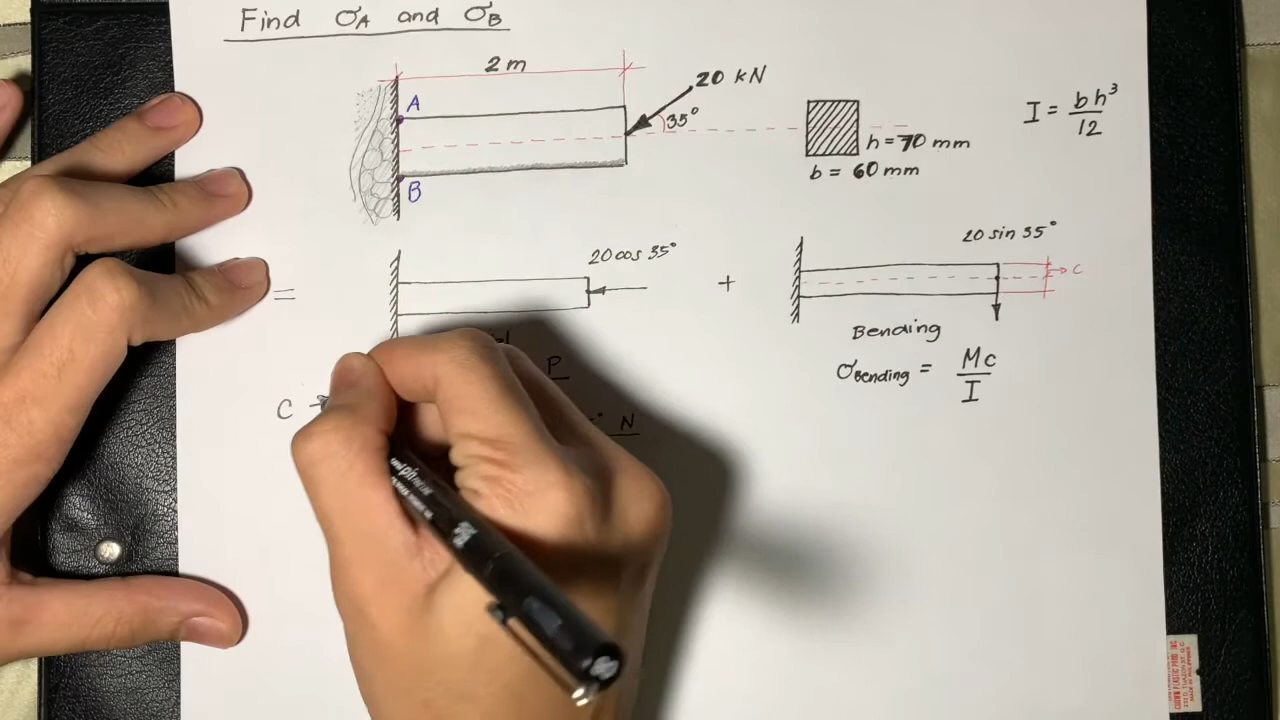 Find σA and σB
2 m
20 kN
35°
A
B
h = 70 mm
b = 60 mm
I = bh³/12
=
20 cos 35°
+
20 sin 35°
c
Bending
σBending = Mc/I
P
N
C